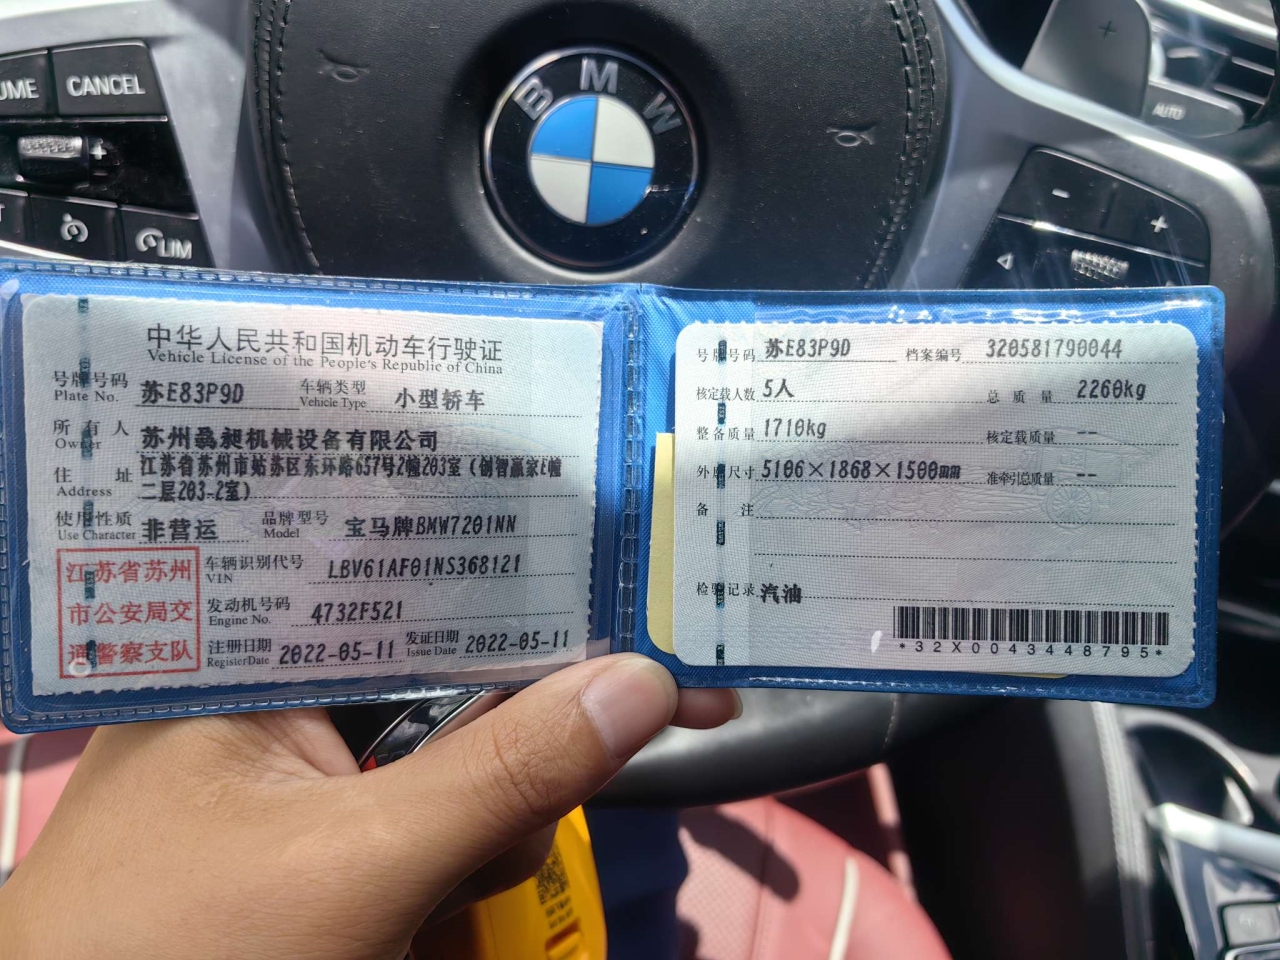 UME
CANCEL
+
LIM
B M W
+
AUTO
-
+
中华人民共和国机动车行驶证
Vehicle License of the People's Republic of China
号牌号码 苏E83P9D 车辆类型 小型轿车
Plate No. Vehicle Type
所有人 苏州骉昶机械设备有限公司
Owner
住址 江苏省苏州市姑苏区东环路657号2幢203室（创智赢家E幢
Address 二层203-2室）
使用性质 非营运 品牌型号 宝马牌BMW7201NN
Use Character Model
江苏省苏州
市公安局交
通警察支队
车辆识别代号 LBV61AF01NS368121
VIN
发动机号码 4732F521
Engine No.
注册日期 2022-05-11 发证日期 2022-05-11
Register Date Issue Date
号牌号码 苏E83P9D 档案编号 320581790044
核定载人数 5人 总质量 2260kg
整备质量 1710kg 核定载质量 --
外廓尺寸 5106×1868×1500mm 准牵引总质量 --
备注
检验记录 汽油
*32X0043448795*